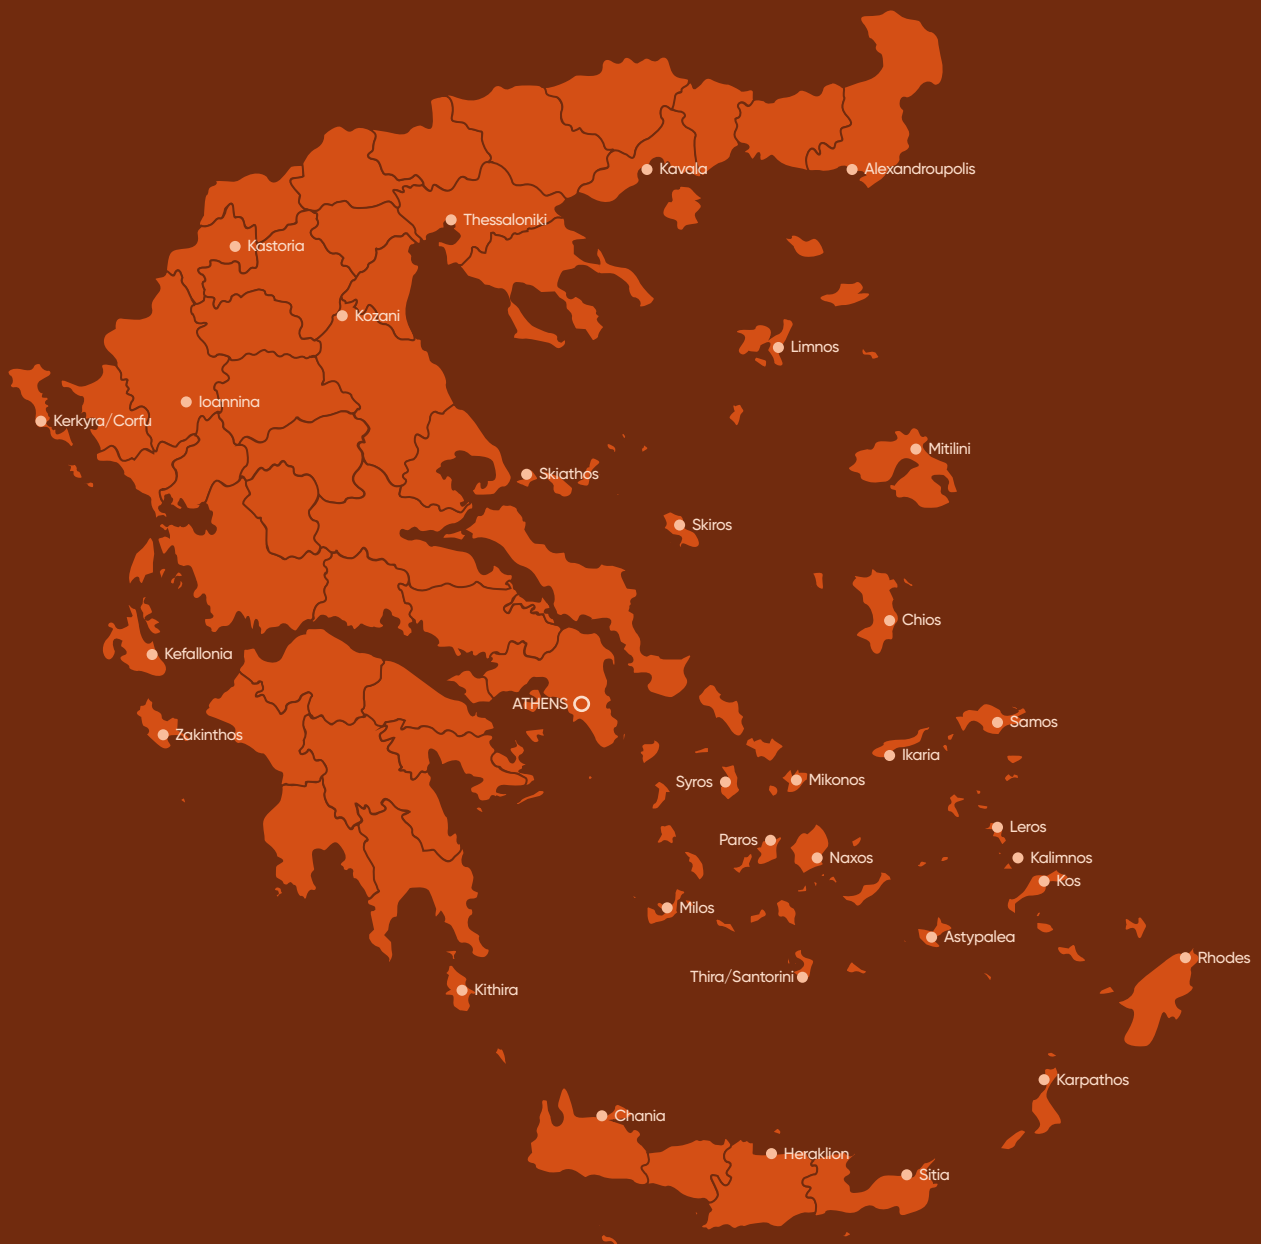 Kavala
Alexandroupolis
Thessaloniki
Kastoria
Kozani
Limnos
Ioannina
Kerkyra/Corfu
Mitilini
Skiathos
Skiros
Chios
Kefallonia
ATHENS
Samos
Zakinthos
Ikaria
Syros
Mikonos
Leros
Paros
Naxos
Kalimnos
Kos
Milos
Astypalea
Rhodes
Thira/Santorini
Kithira
Karpathos
Chania
Heraklion
Sitia